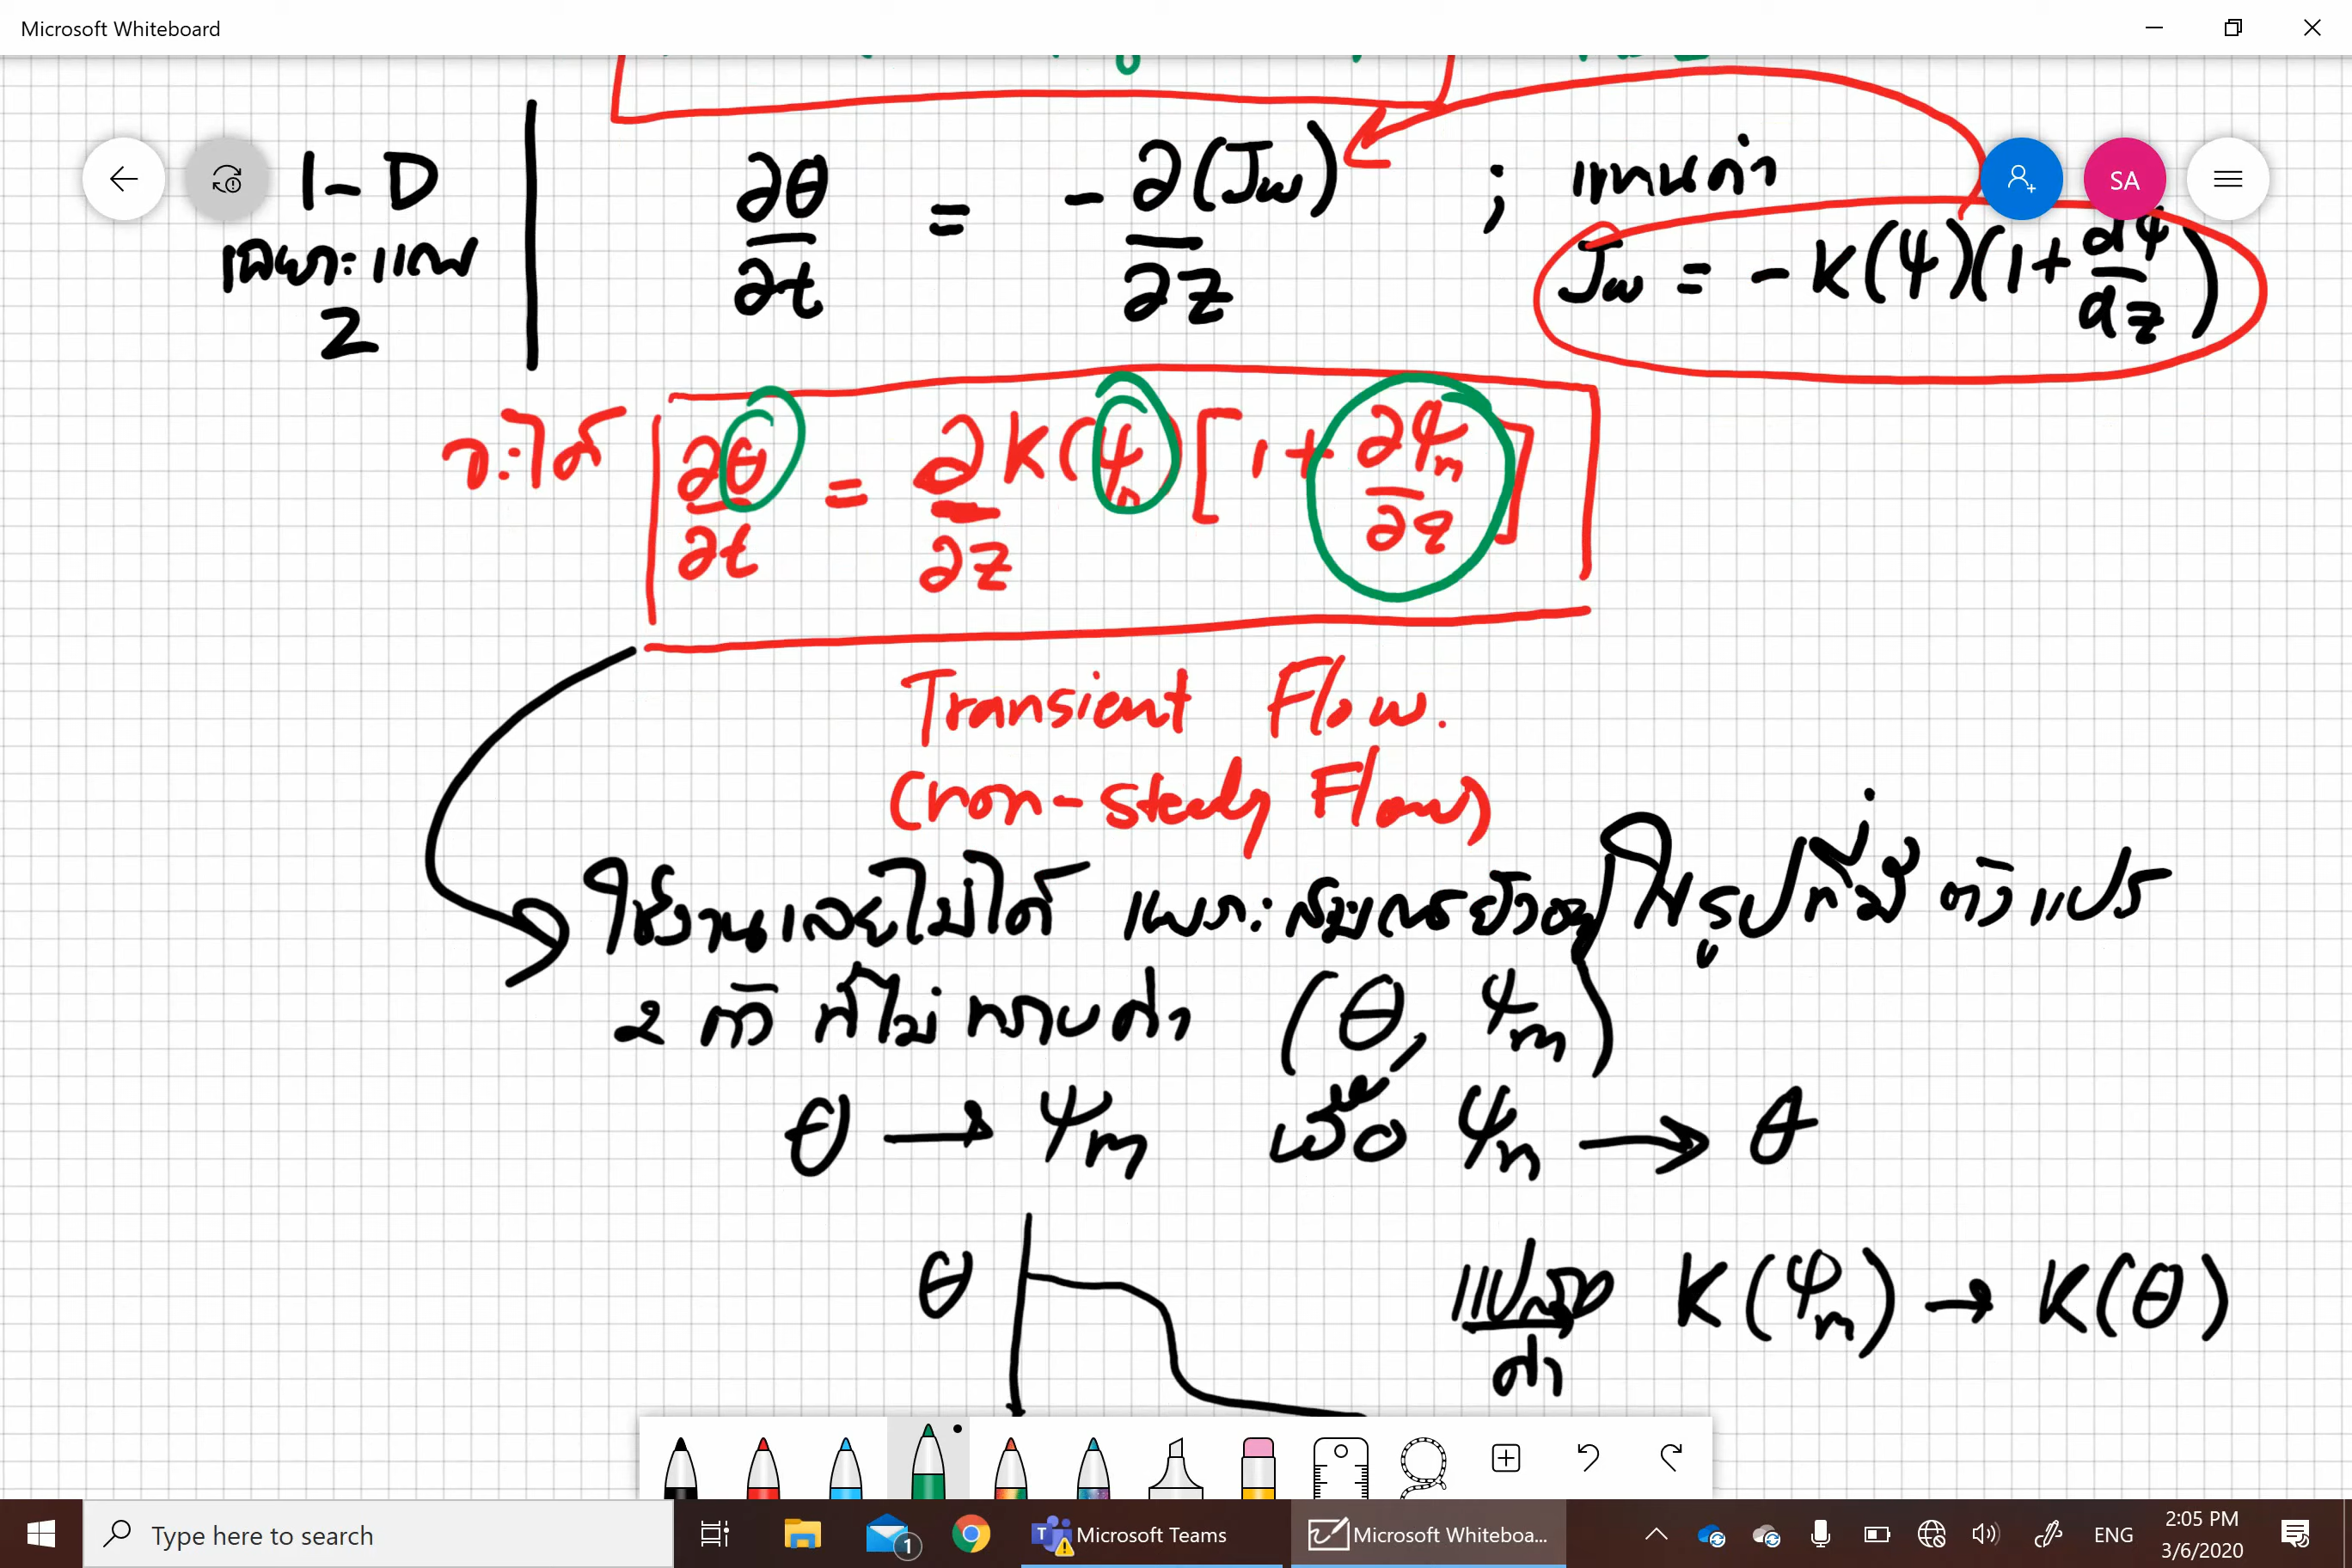 Microsoft Whiteboard
1-D
เฉพาะแกน
Z
∂θ/∂t = -∂(Jw)/∂z ; แทนค่า
Jw = -K(ψ)(1+dψ/dz)
SA
จะได้ ∂θ/∂t = ∂/∂z K(ψm) [1+ ∂ψm/∂z]
Transient Flow.
(non-steady Flow)
ใช้งานเลยไม่ได้ เพราะสมการยังอยู่ในรูปที่มี ตัวแปร
2 ตัว ที่ไม่ทราบค่า (θ, ψm)
θ → ψm หรือ ψm → θ
θ
แปลง K(ψm) → K(θ)
ค่า
Type here to search
1
Microsoft Teams
Microsoft Whiteboa...
ENG
2:05 PM
3/6/2020